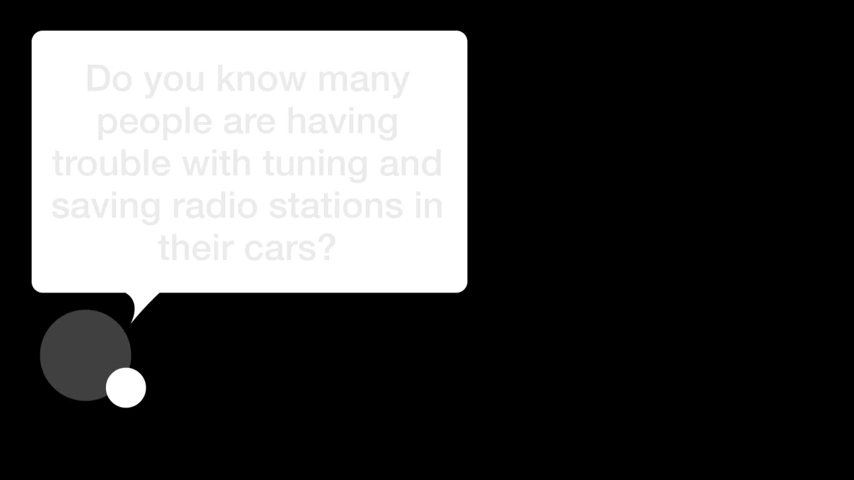 Do you know many
people are having
trouble with tuning and
saving radio stations in
their cars?